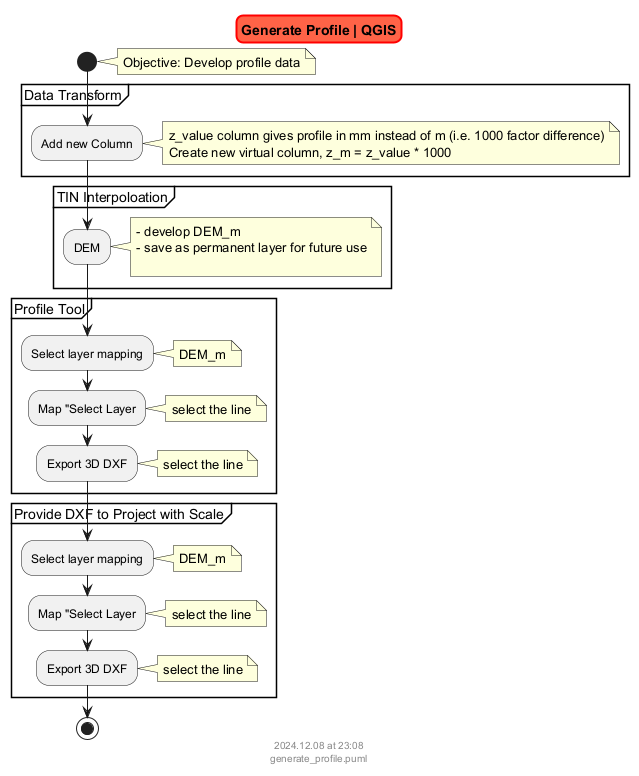 Generate Profile | QGIS
Objective: Develop profile data
Data Transform
Add new Column
z_value column gives profile in mm instead of m (i.e. 1000 factor difference)
Create new virtual column, z_m = z_value * 1000
TIN Interpoloation
DEM
- develop DEM_m
- save as permanent layer for future use
Profile Tool
Select layer mapping
DEM_m
Map "Select Layer
select the line
Export 3D DXF
select the line
Provide DXF to Project with Scale
Select layer mapping
DEM_m
Map "Select Layer
select the line
Export 3D DXF
select the line
2024.12.08 at 23:08
generate_profile.puml